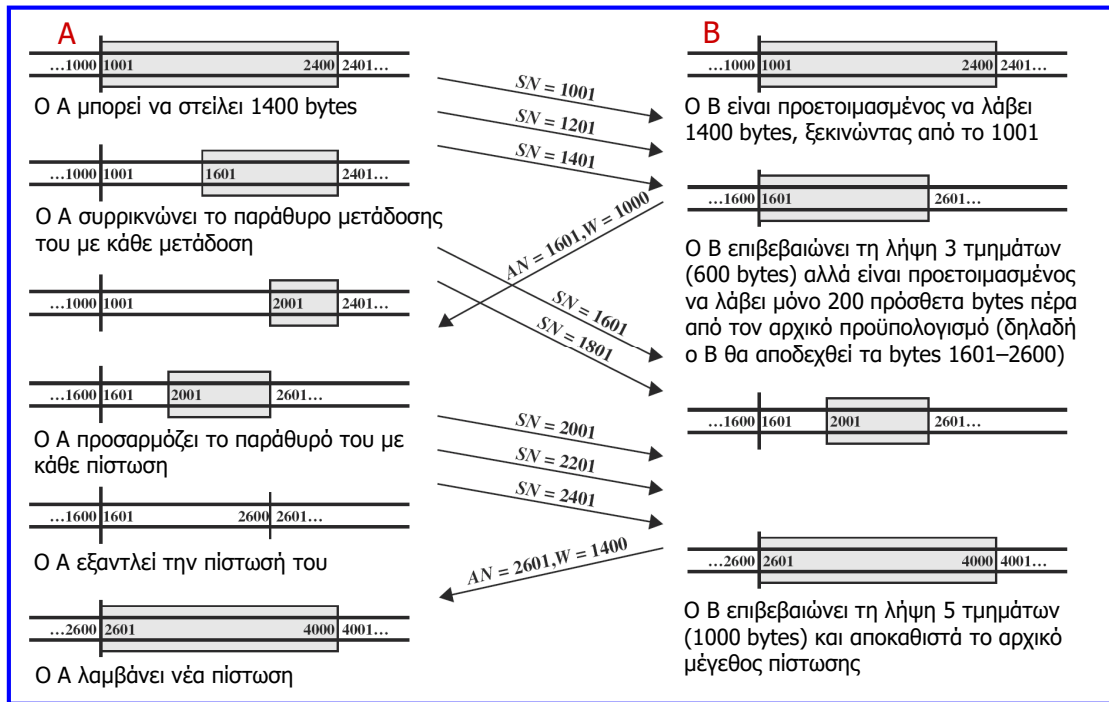 A
…1000 1001 2400 2401…
Ο Α μπορεί να στείλει 1400 bytes
…1000 1001 1601 2401…
Ο Α συρρικνώνει το παράθυρο μετάδοσης
του με κάθε μετάδοση
…1000 1001 2001 2401…
…1600 1601 2001 2601…
Ο Α προσαρμόζει το παράθυρό του με
κάθε πίστωση
…1600 1601 2600 2601…
Ο Α εξαντλεί την πίστωσή του
…2600 2601 4000 4001…
Ο Α λαμβάνει νέα πίστωση
SN = 1001
SN = 1201
SN = 1401
AN = 1601,W = 1000
SN = 1601
SN = 1801
SN = 2001
SN = 2201
SN = 2401
AN = 2601,W = 1400
B
…1000 1001 2400 2401…
Ο Β είναι προετοιμασμένος να λάβει
1400 bytes, ξεκινώντας από το 1001
…1600 1601 2601…
Ο Β επιβεβαιώνει τη λήψη 3 τμημάτων
(600 bytes) αλλά είναι προετοιμασμένος
να λάβει μόνο 200 πρόσθετα bytes πέρα
από τον αρχικό προϋπολογισμό (δηλαδή
ο Β θα αποδεχθεί τα bytes 1601–2600)
…1600 1601 2001 2601…
…2600 2601 4000 4001…
Ο Β επιβεβαιώνει τη λήψη 5 τμημάτων
(1000 bytes) και αποκαθιστά το αρχικό
μέγεθος πίστωσης